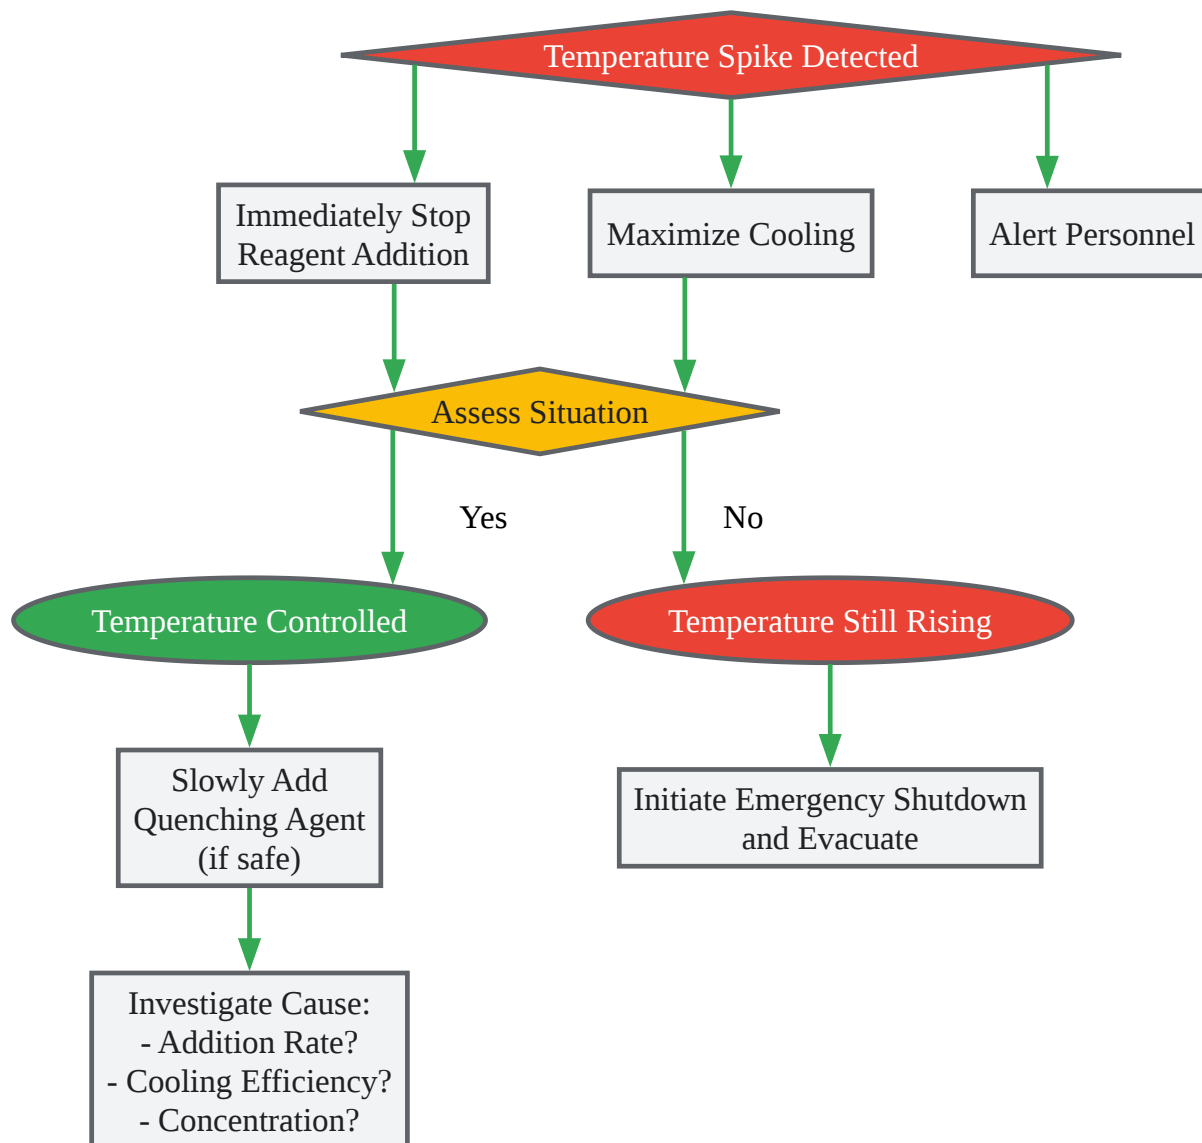 Temperature Spike Detected
Immediately Stop
Reagent Addition
Maximize Cooling
Alert Personnel
Assess Situation
Yes
No
Temperature Controlled
Temperature Still Rising
Slowly Add
Quenching Agent
(if safe)
Initiate Emergency Shutdown
and Evacuate
Investigate Cause:
- Addition Rate?
- Cooling Efficiency?
- Concentration?